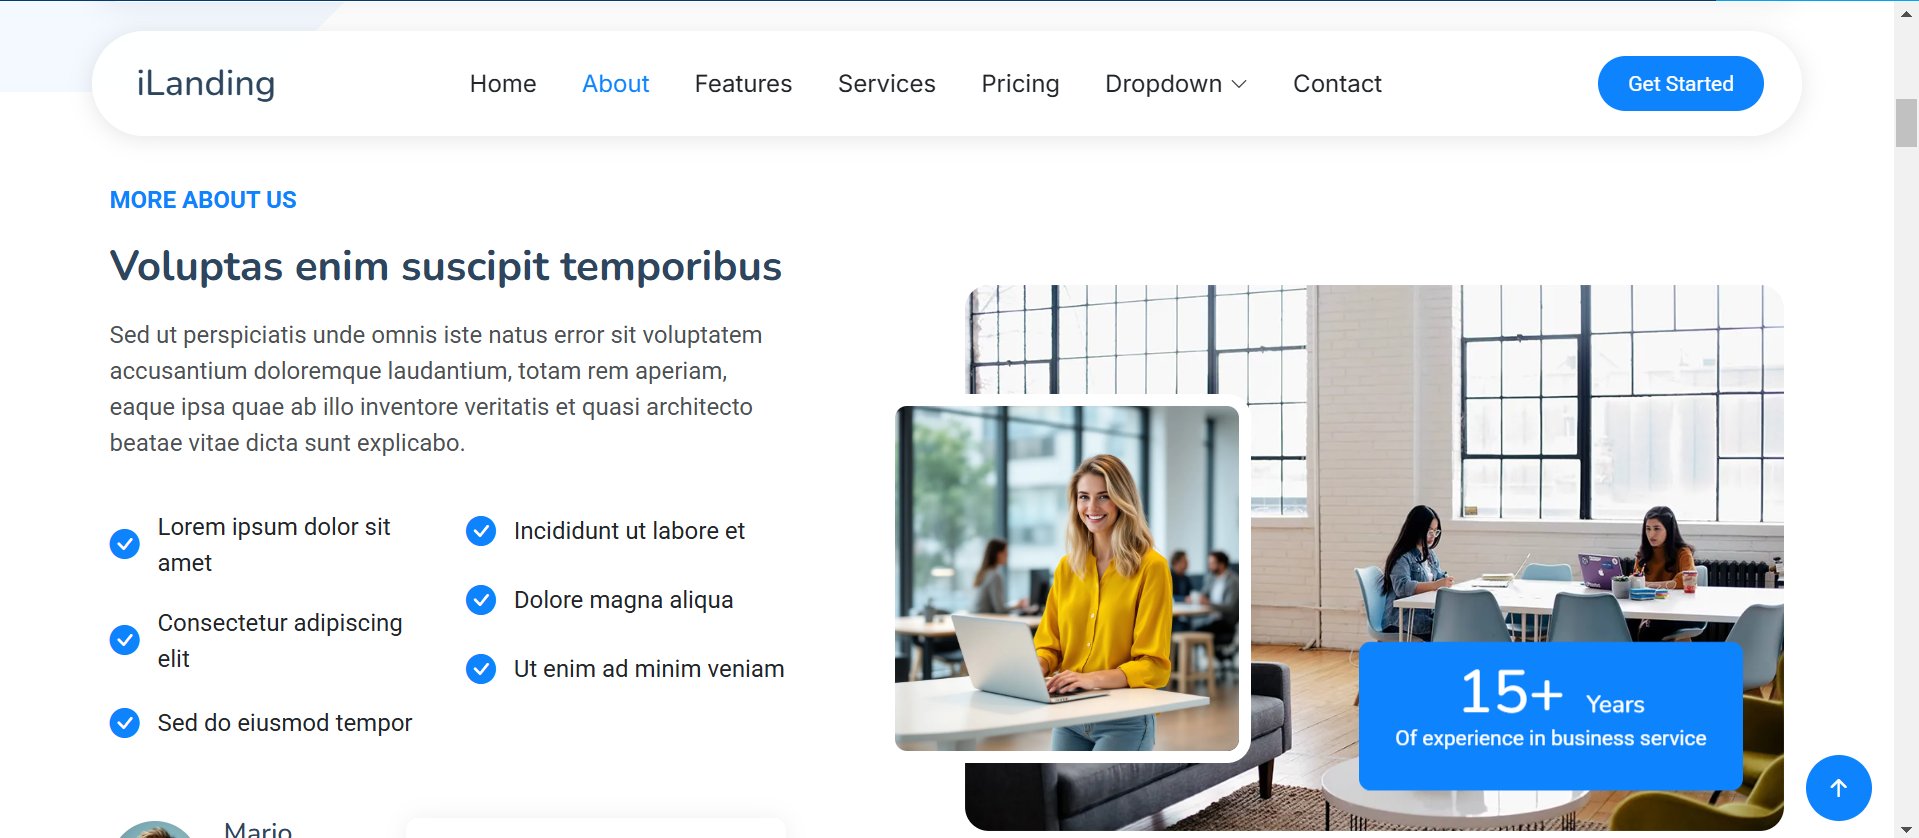 iLanding
Home
About
Features
Services
Pricing
Dropdown
Contact
Get Started
MORE ABOUT US
Voluptas enim suscipit temporibus
Sed ut perspiciatis unde omnis iste natus error sit voluptatem
accusantium doloremque laudantium, totam rem aperiam,
eaque ipsa quae ab illo inventore veritatis et quasi architecto
beatae vitae dicta sunt explicabo.
Lorem ipsum dolor sit
amet
Consectetur adipiscing
elit
Sed do eiusmod tempor
Incididunt ut labore et
Dolore magna aliqua
Ut enim ad minim veniam
15+ Years
Of experience in business service
Mario